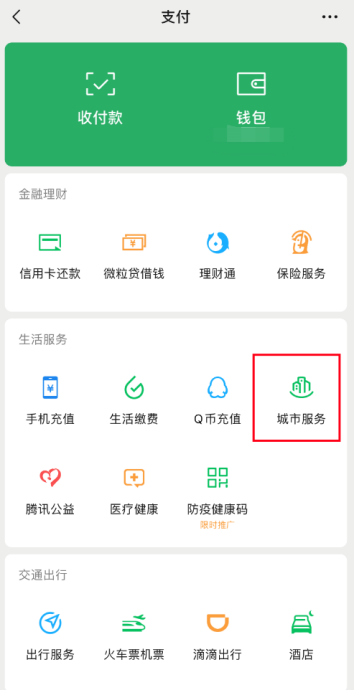 支付
收付款 钱包
金融理财
信用卡还款 微粒贷借钱 理财通 保险服务
生活服务
手机充值 生活缴费 Q币充值 城市服务
腾讯公益 医疗健康 防疫健康码
限时推广
交通出行
出行服务 火车票机票 滴滴出行 酒店